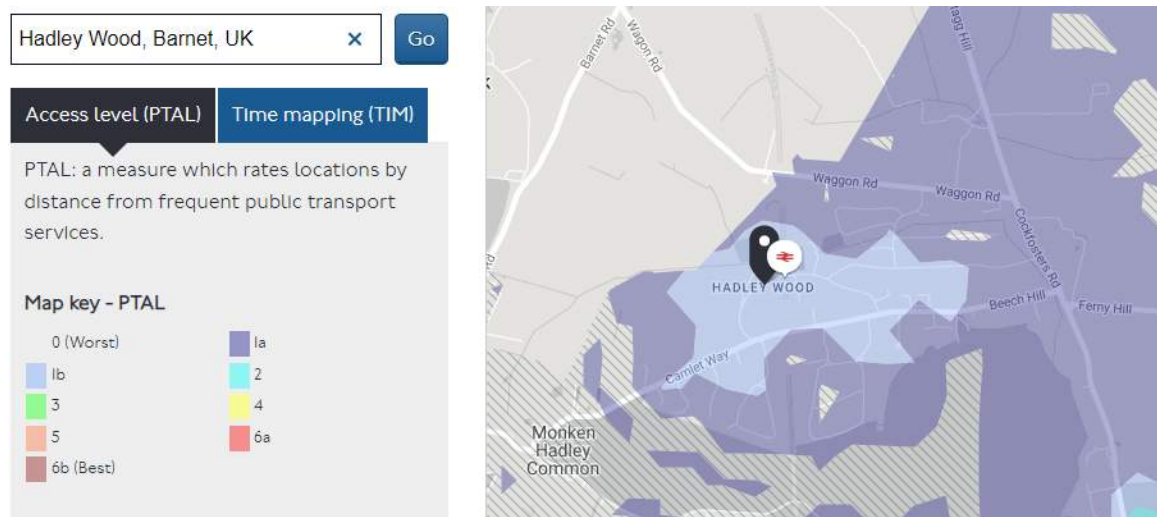 Hadley Wood, Barnet, UK
×
Go
Access level (PTAL)
Time mapping (TIM)
PTAL: a measure which rates locations by
distance from frequent public transport
services.
Map key - PTAL
0 (Worst)
1a
1b
2
3
4
5
6a
6b (Best)
Barnet Rd
Wagon Rd
Waggon Rd
Waggon Rd
Cockfosters Rd
HADLEY WOOD
Beech Hill
Ferny Hill
Camlet Way
Monken
Hadley
Common